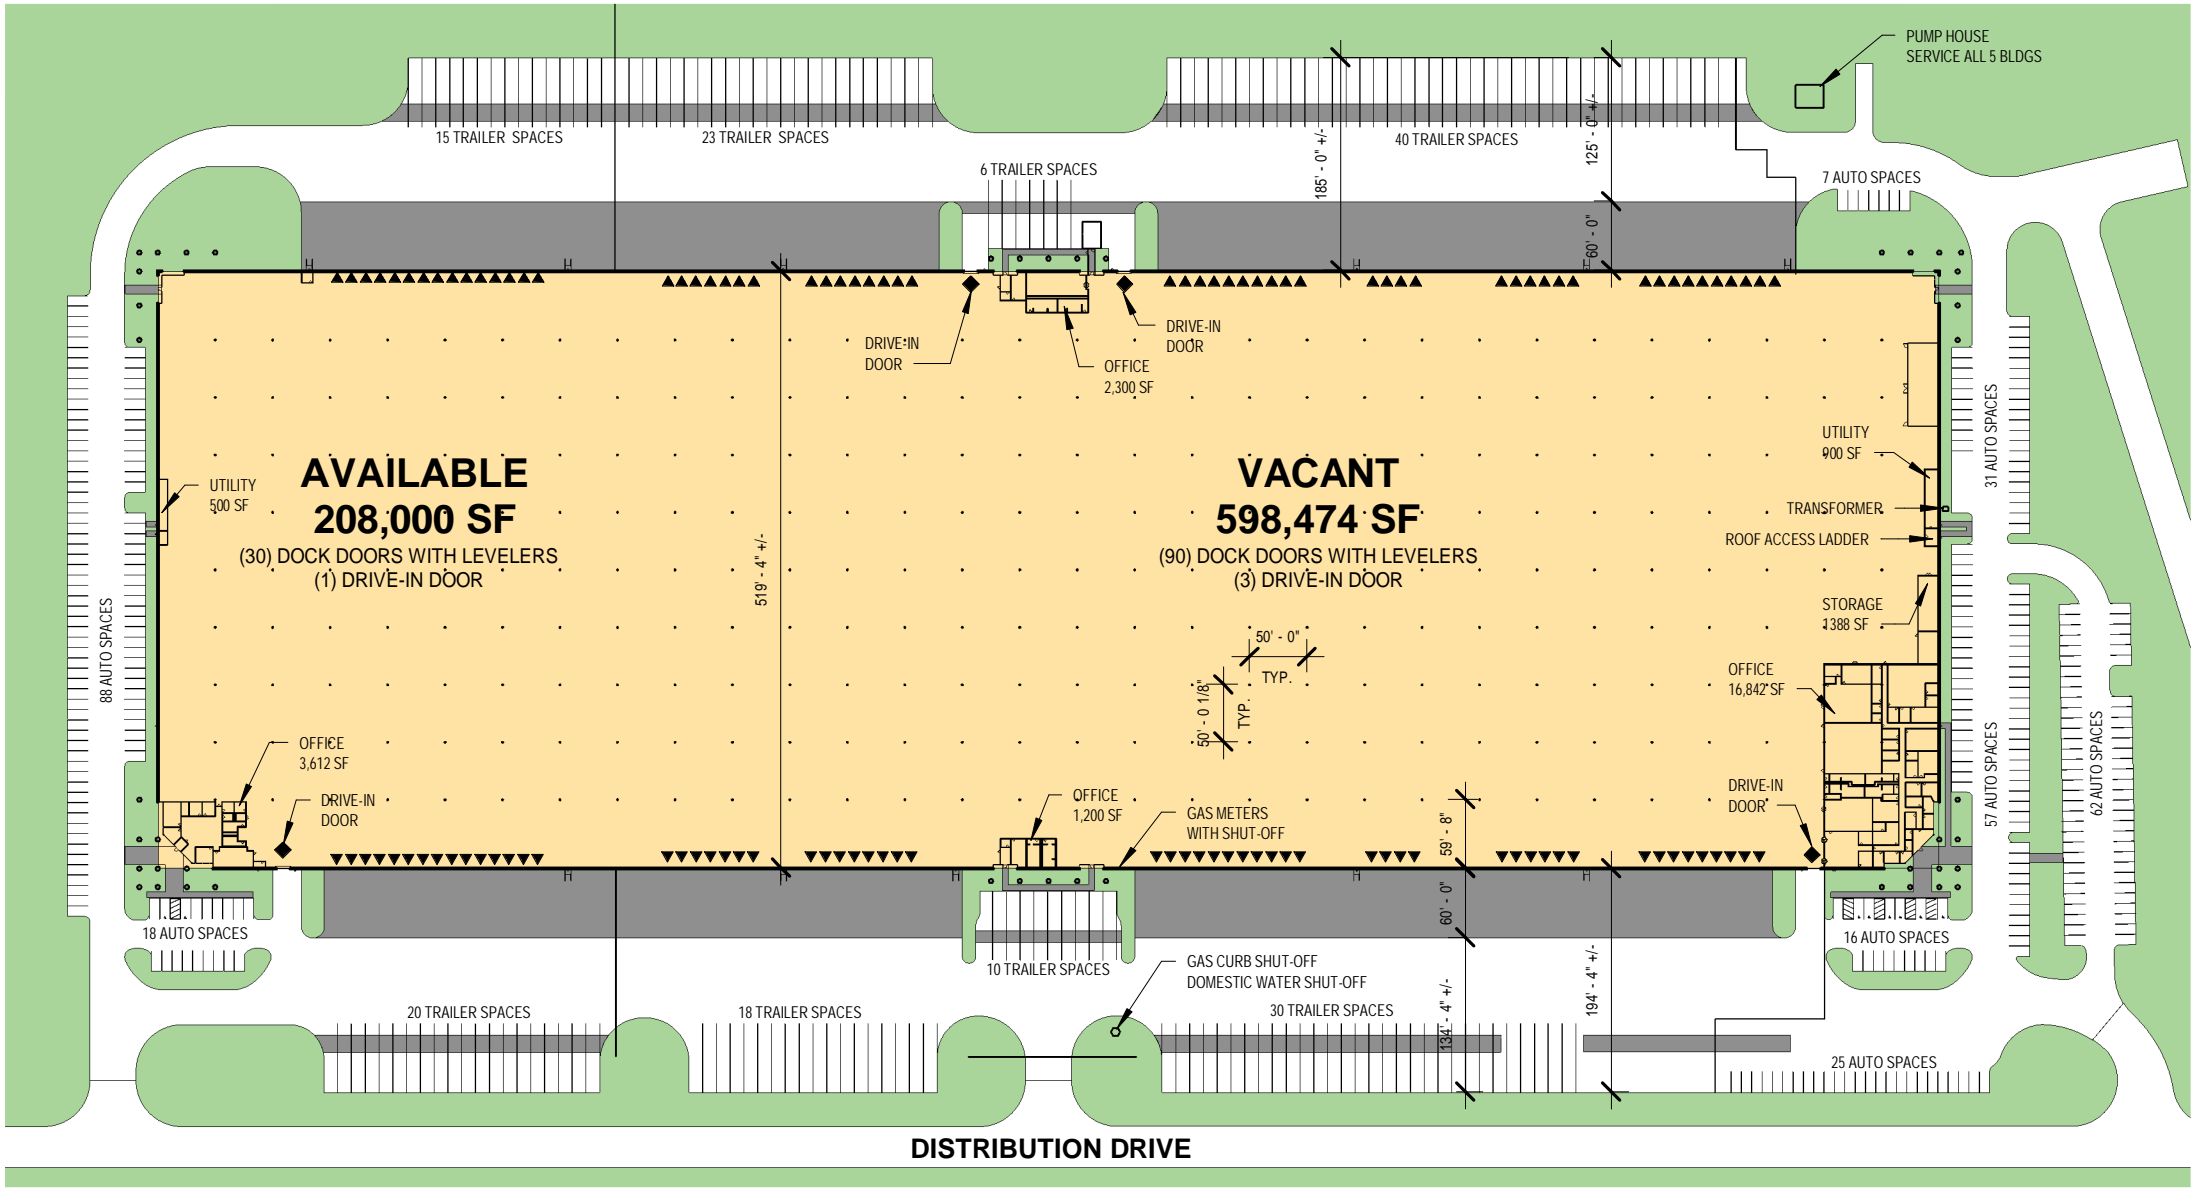 PUMP HOUSE
SERVICE ALL 5 BLDGS
15 TRAILER SPACES
23 TRAILER SPACES
40 TRAILER SPACES
6 TRAILER SPACES
185' - 0" +/-
125' - 0" +/-
60' - 0"
7 AUTO SPACES
DRIVE-IN
DOOR
DRIVE-IN
DOOR
OFFICE
2,300 SF
31 AUTO SPACES
UTILITY
900 SF
TRANSFORMER
ROOF ACCESS LADDER
UTILITY
500 SF
AVAILABLE
208,000 SF
(30) DOCK DOORS WITH LEVELERS
(1) DRIVE-IN DOOR
519' - 4" +/-
VACANT
598,474 SF
(90) DOCK DOORS WITH LEVELERS
(3) DRIVE-IN DOOR
88 AUTO SPACES
STORAGE
1388 SF
50' - 0"
TYP.
50' - 0 1/8"
TYP.
OFFICE
16,842 SF
57 AUTO SPACES
62 AUTO SPACES
OFFICE
3,612 SF
DRIVE-IN
DOOR
OFFICE
1,200 SF
GAS METERS
WITH SHUT-OFF
59' - 8"
DRIVE-IN
DOOR
60' - 0"
18 AUTO SPACES
16 AUTO SPACES
10 TRAILER SPACES
GAS CURB SHUT-OFF
DOMESTIC WATER SHUT-OFF
134' - 4" +/-
194' - 4" +/-
20 TRAILER SPACES
18 TRAILER SPACES
30 TRAILER SPACES
25 AUTO SPACES
DISTRIBUTION DRIVE